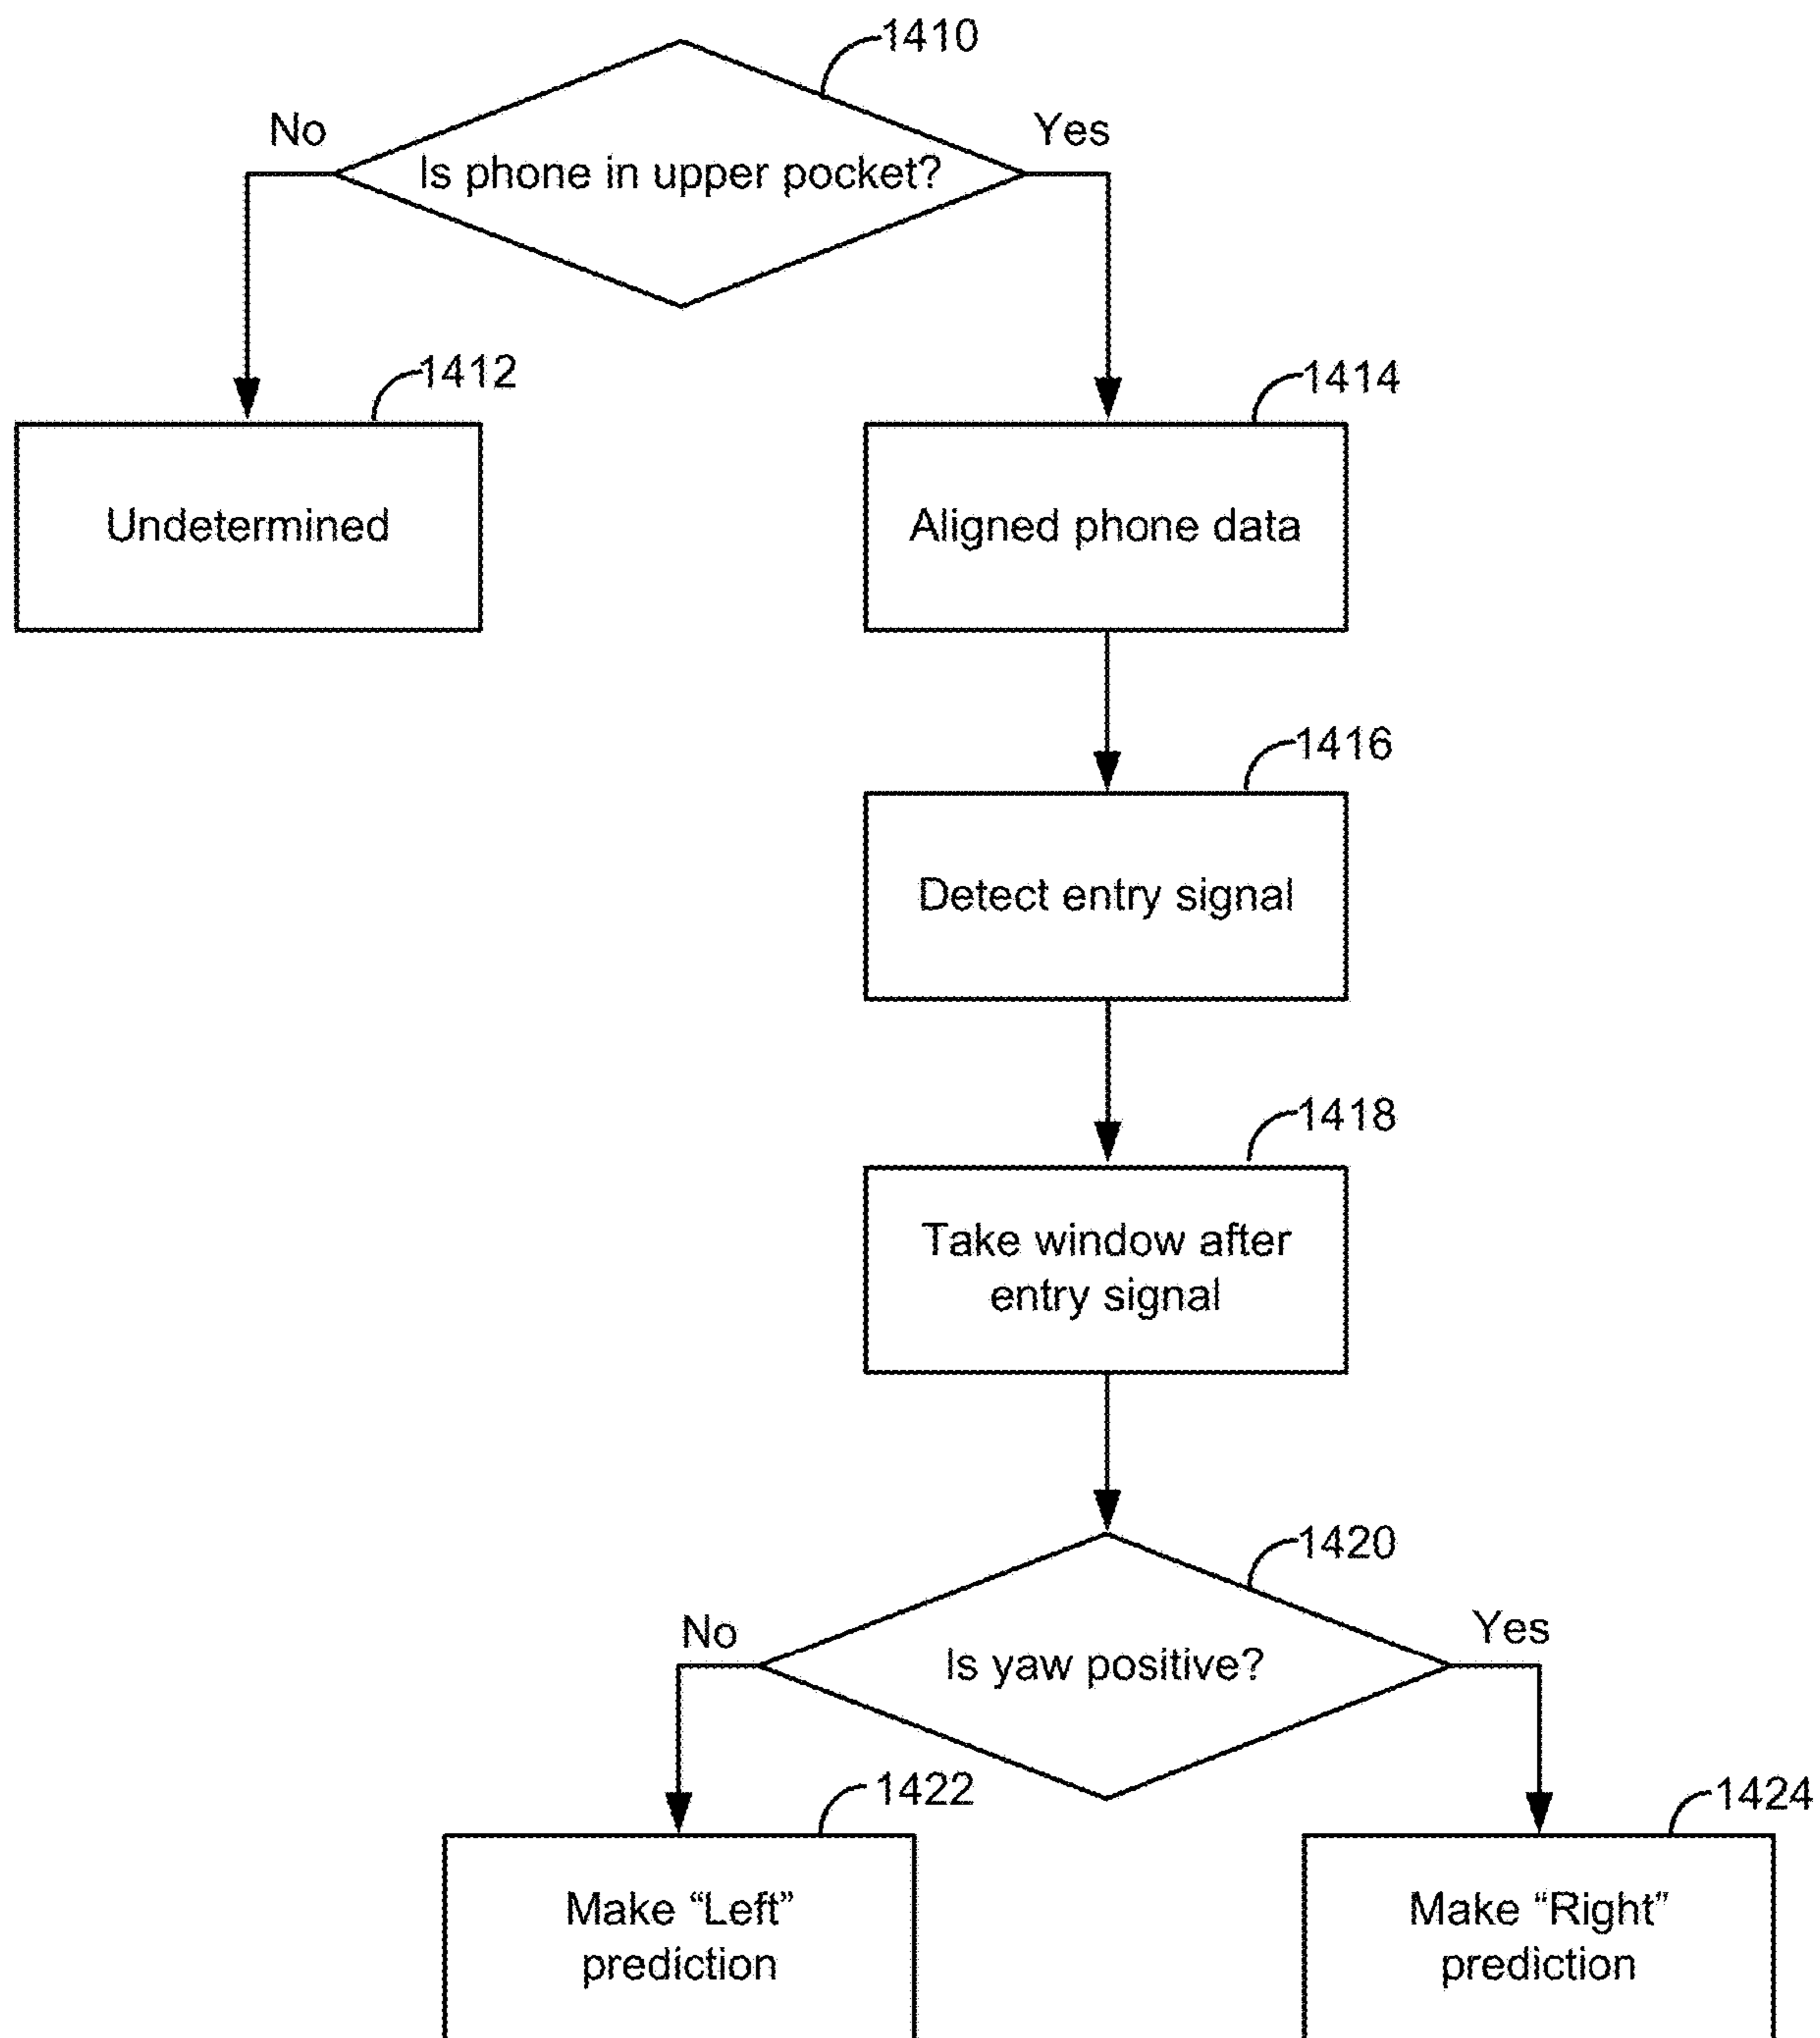 1410
No
Yes
Is phone in upper pocket?
1412
1414
Undetermined
Aligned phone data
1416
Detect entry signal
1418
Take window after
entry signal
1420
No
Yes
Is yaw positive?
1422
1424
Make “Left”
prediction
Make “Right”
prediction